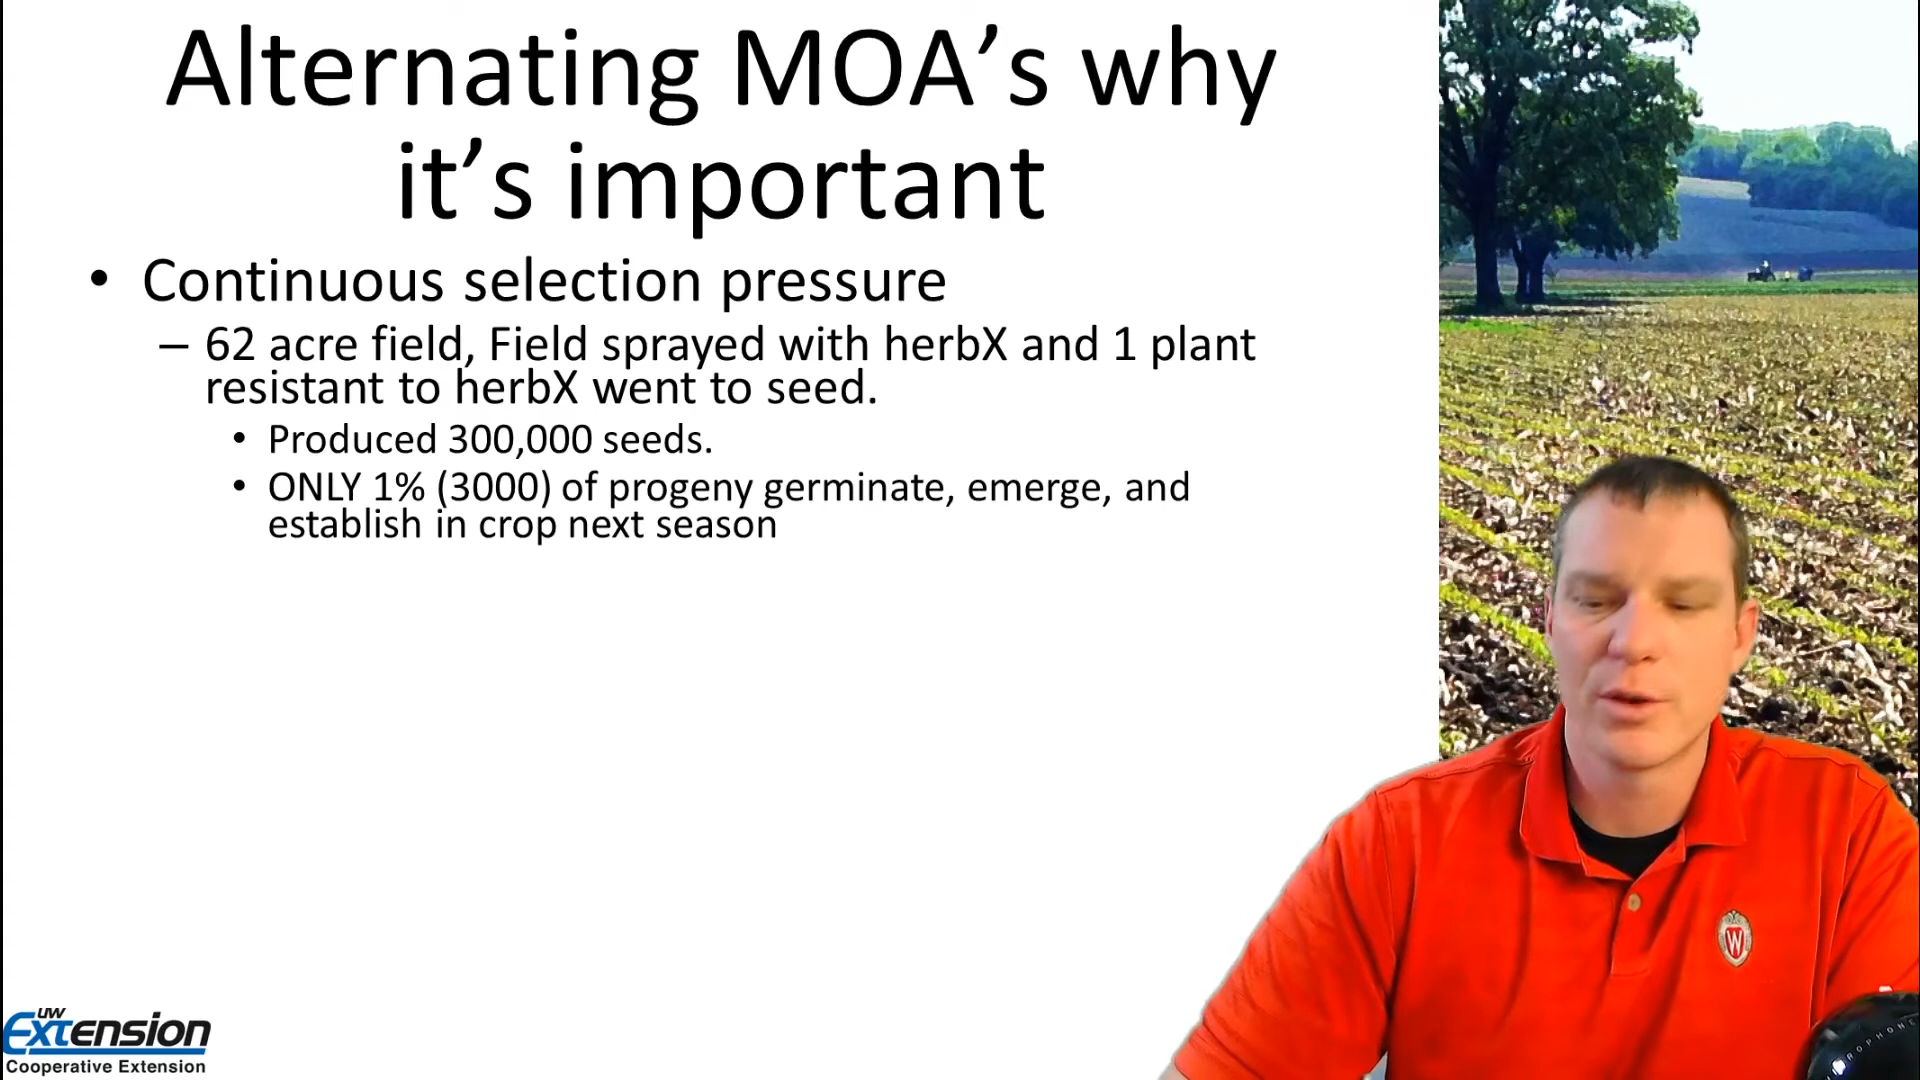 Alternating MOA’s why
it’s important
• Continuous selection pressure
– 62 acre field, Field sprayed with herbX and 1 plant
resistant to herbX went to seed.
• Produced 300,000 seeds.
• ONLY 1% (3000) of progeny germinate, emerge, and
establish in crop next season
W
UW
Extension
Cooperative Extension